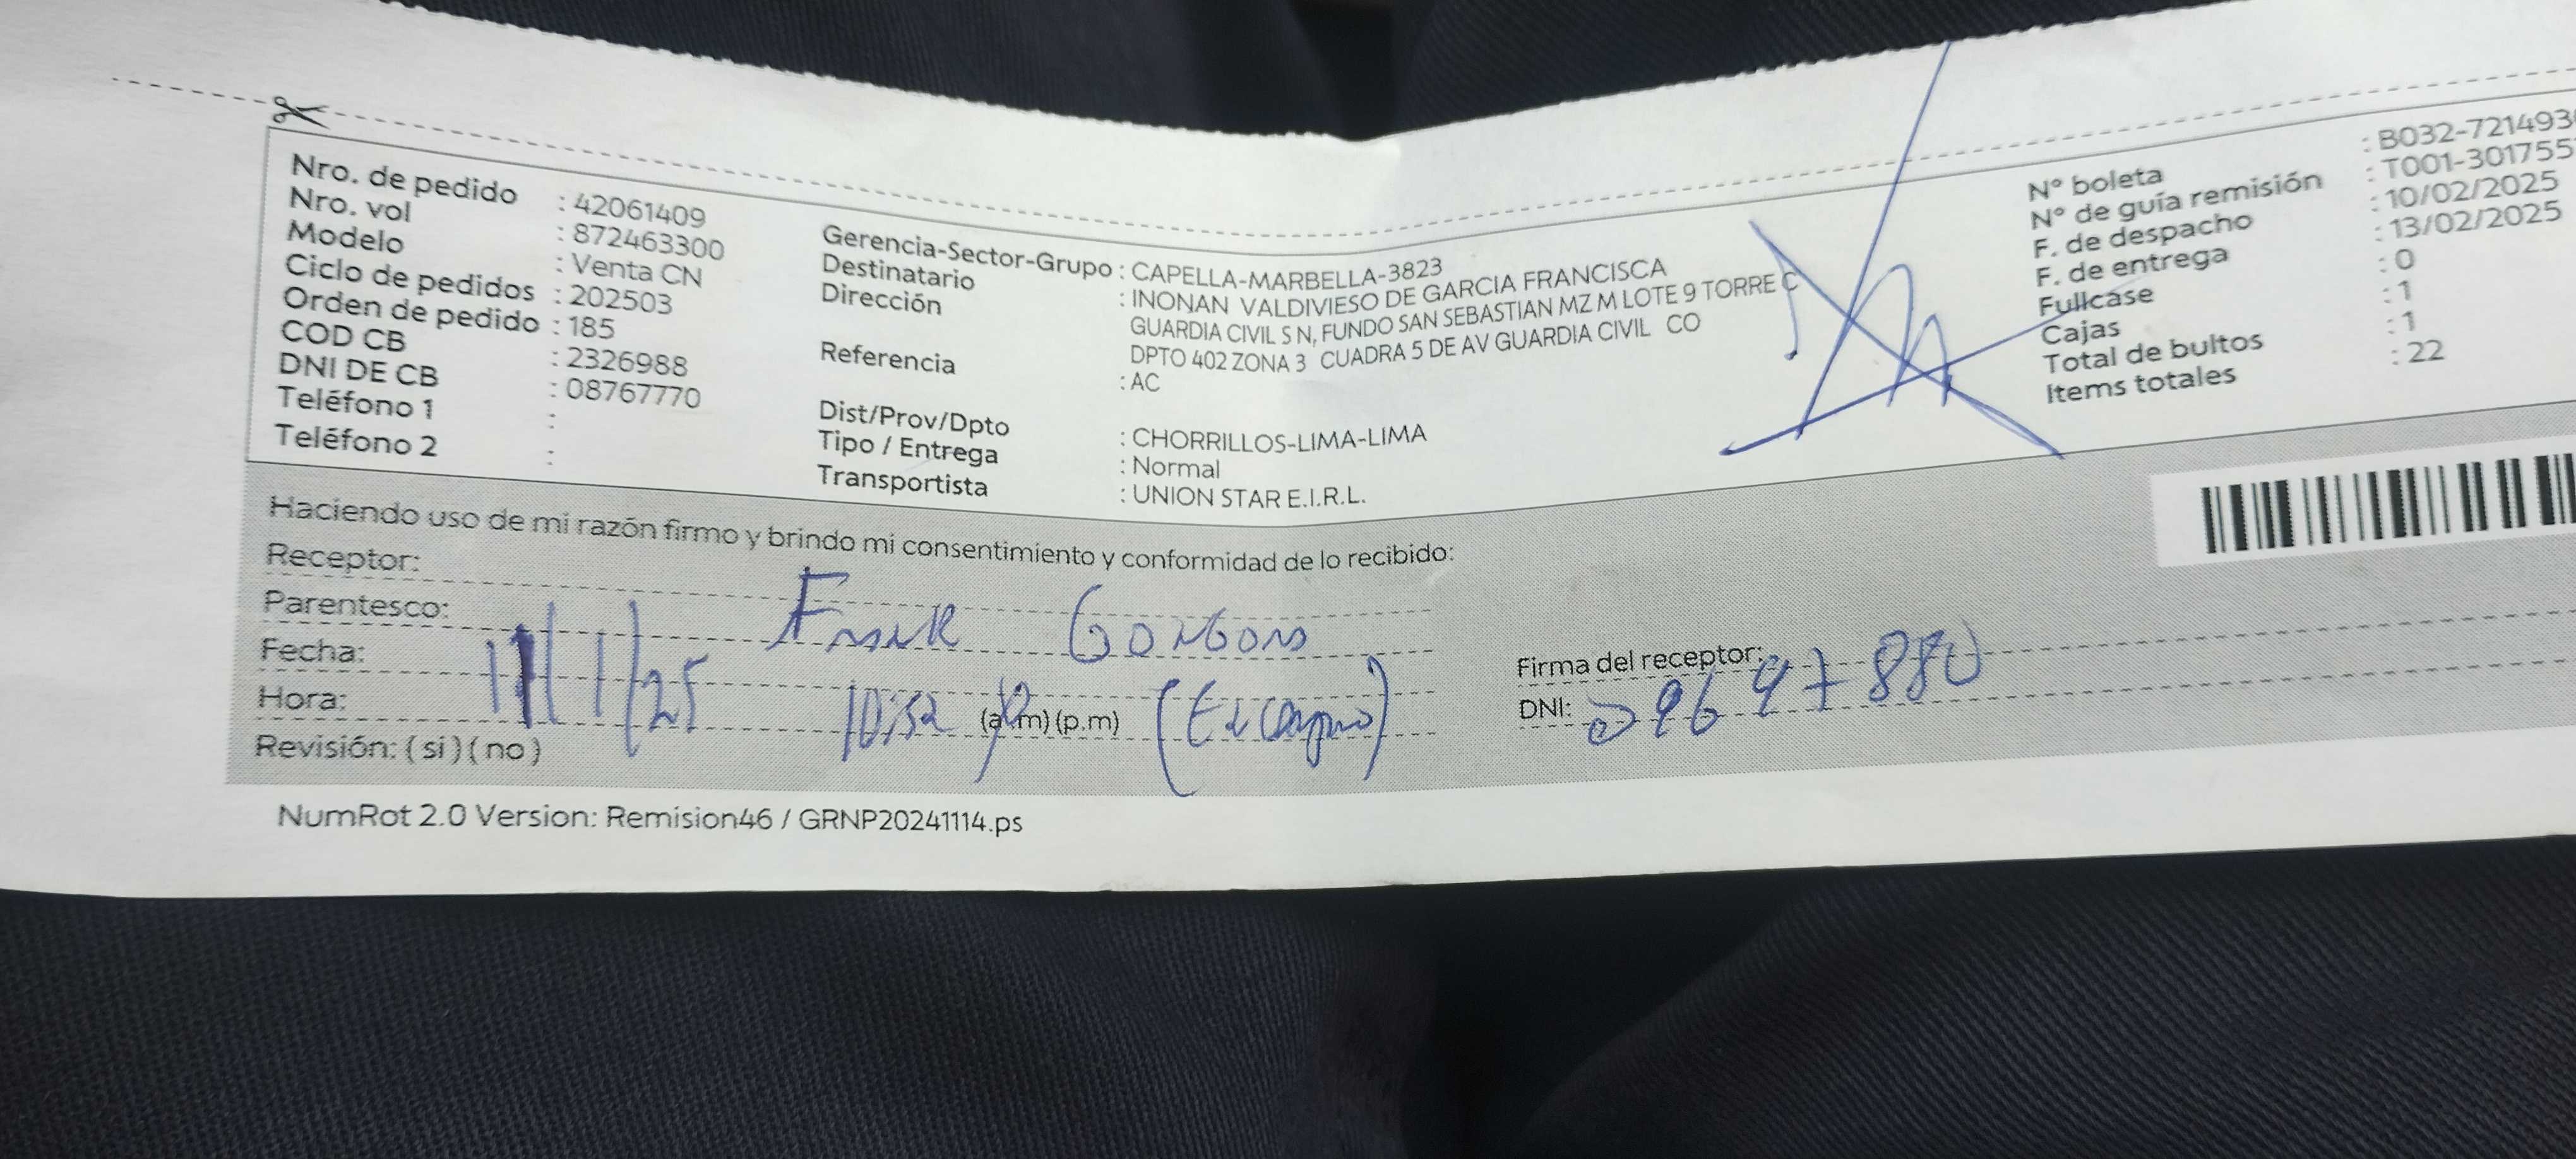 Nro. de pedido : 42061409
Nro. vol : 872463300
Modelo : Venta CN
Ciclo de pedidos : 202503
Orden de pedido : 185
COD CB : 2326988
DNI DE CB : 08767770
Teléfono 1 :
Teléfono 2 :
Gerencia-Sector-Grupo : CAPELLA-MARBELLA-3823
Destinatario : INONAN VALDIVIESO DE GARCIA FRANCISCA
Dirección : GUARDIA CIVIL S N, FUNDO SAN SEBASTIAN MZ M LOTE 9 TORRE C
DPTO 402 ZONA 3 CUADRA 5 DE AV GUARDIA CIVIL CO
Referencia : AC
Dist/Prov/Dpto : CHORRILLOS-LIMA-LIMA
Tipo / Entrega : Normal
Transportista : UNION STAR E.I.R.L.
N° boleta : B032-721493
N° de guía remisión : T001-301755
F. de despacho : 10/02/2025
F. de entrega : 13/02/2025
Fullcase : 0
Cajas : 1
Total de bultos : 1
Items totales : 22
Haciendo uso de mi razón firmo y brindo mi consentimiento y conformidad de lo recibido:
Receptor:
Parentesco: Frank
Fecha: 11/1/25
Hora: 10:52 (a.m) (p.m)
Revisión: ( si ) ( no )
Firma del receptor:
DNI:
NumRot 2.0 Version: Remision46 / GRNP20241114.ps